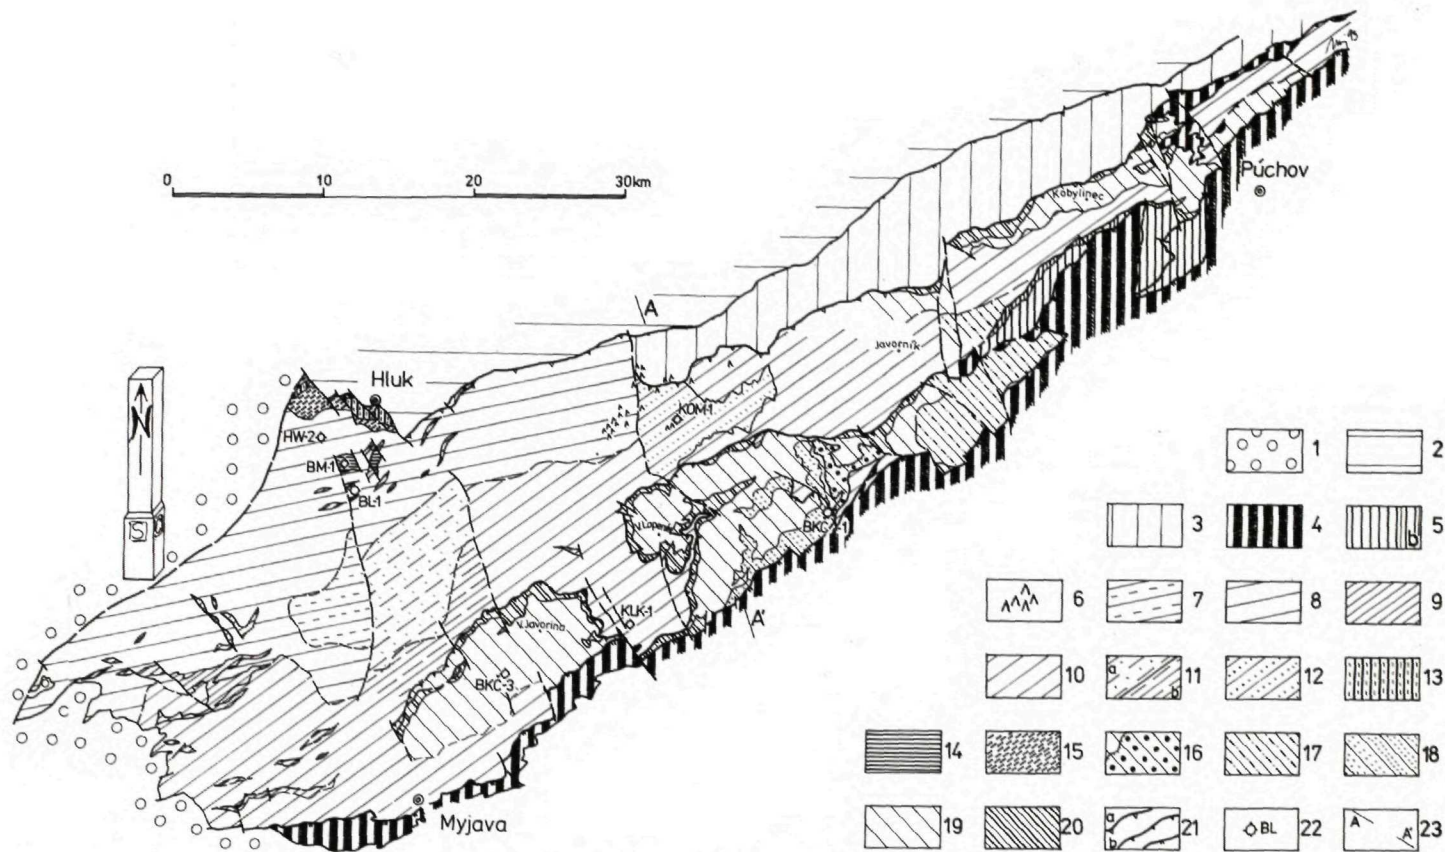 0 10 20 30km
Púchov
Kobylinec
A
Javorník
Hluk
N
HW-2
KOM-1
BM-1
BL-1
S
V. Lopeník
BKC-1
KLK-1
A'
V. Javorina
BKC-3
Myjava
1 2
3 4 b 5
6 7 8 9
10 a b 11 12 13
14 15 16 17 18
19 20 a b 21 BL 22 A A' 23